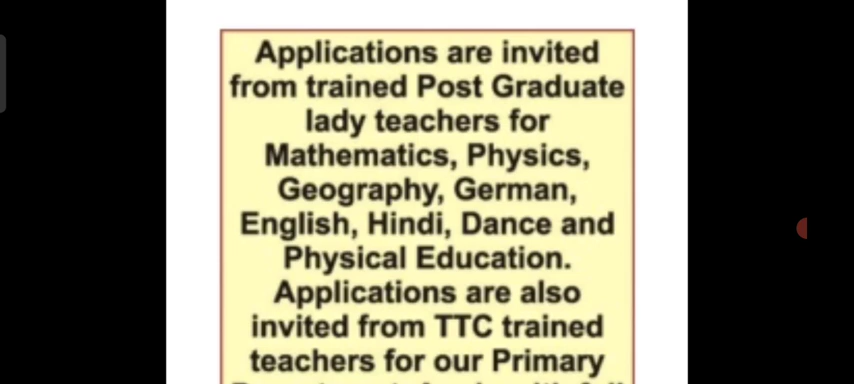 Applications are invited
from trained Post Graduate
lady teachers for
Mathematics, Physics,
Geography, German,
English, Hindi, Dance and
Physical Education.
Applications are also
invited from TTC trained
teachers for our Primary